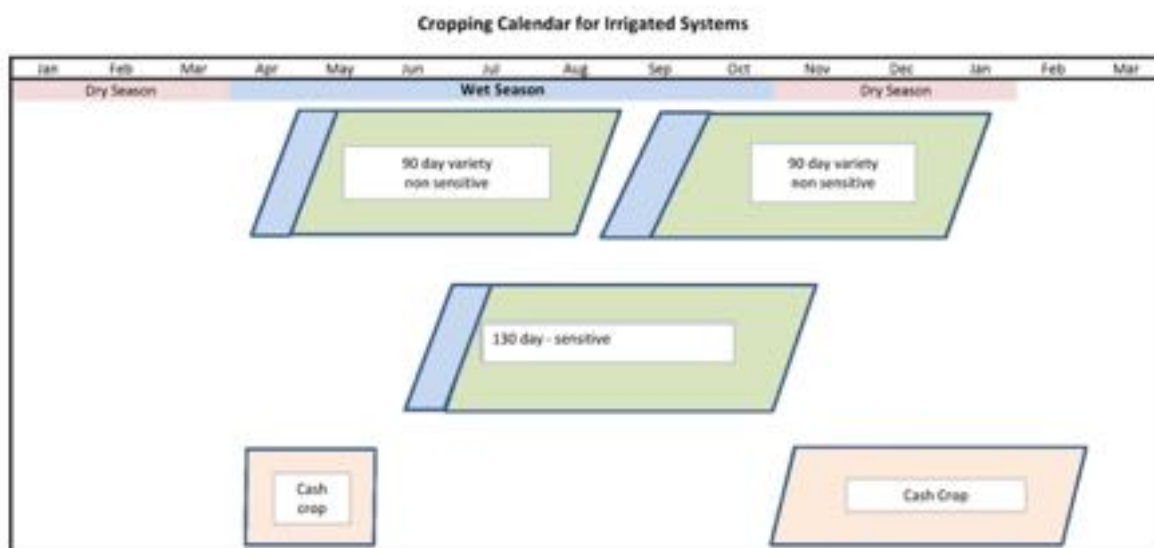 Cropping Calendar for Irrigated Systems
Jan Feb Mar Apr May Jun Jul Aug Sep Oct Nov Dec Jan Feb Mar
Dry Season Wet Season Dry Season
90 day variety
non sensitive
90 day variety
non sensitive
130 day - sensitive
Cash
crop
Cash Crop